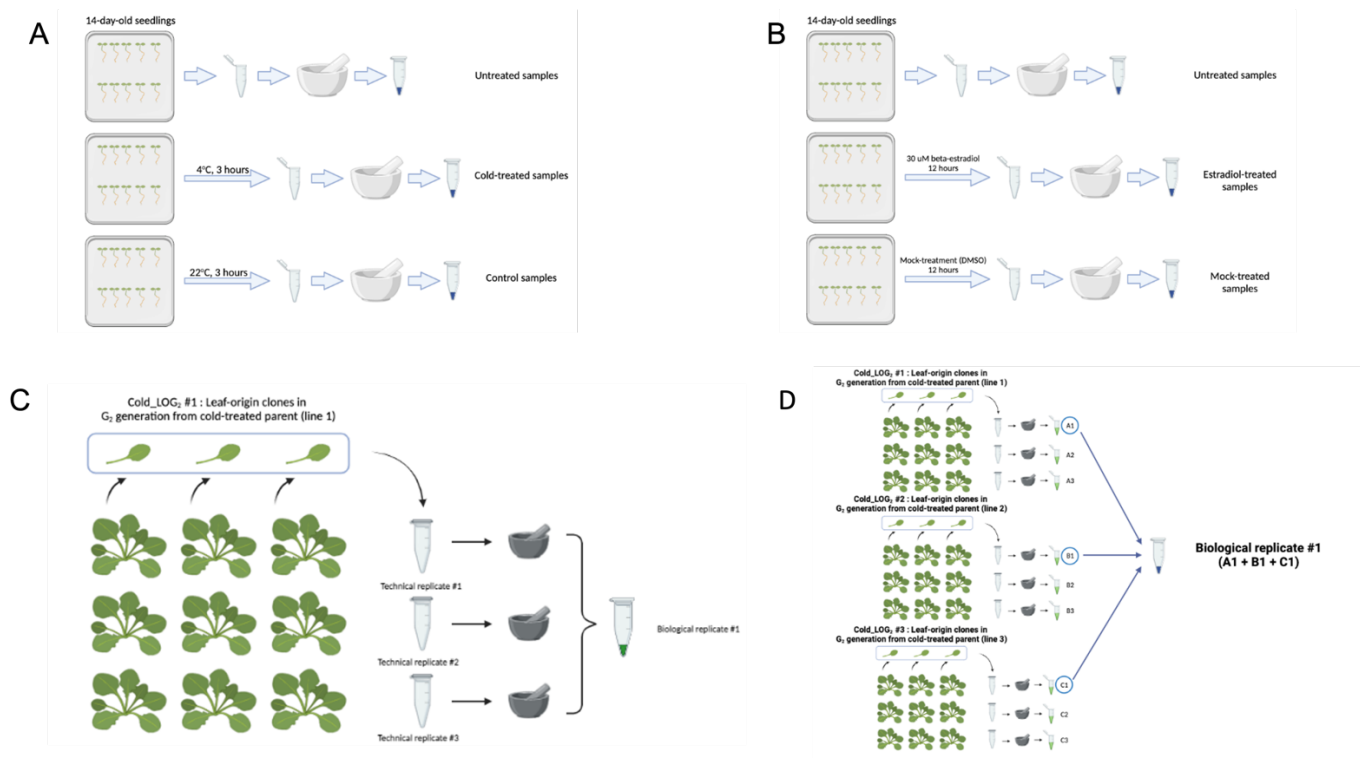 A
14-day-old seedlings
Untreated samples
4°C, 3 hours
Cold-treated samples
22°C, 3 hours
Control samples
B
14-day-old seedlings
Untreated samples
30 uM beta-estradiol
12 hours
Estradiol-treated
samples
Mock-treatment (DMSO)
12 hours
Mock-treated
samples
C
Cold_LOG₂ #1 : Leaf-origin clones in
G₂ generation from cold-treated parent (line 1)
Technical replicate #1
Technical replicate #2
Technical replicate #3
Biological replicate #1
D
Cold_LOG₂ #1 : Leaf-origin clones in
G₂ generation from cold-treated parent (line 1)
A1
A2
A3
Cold_LOG₂ #2 : Leaf-origin clones in
G₂ generation from cold-treated parent (line 2)
B1
B2
B3
Cold_LOG₂ #3 : Leaf-origin clones in
G₂ generation from cold-treated parent (line 3)
C1
C2
C3
Biological replicate #1
(A1 + B1 + C1)